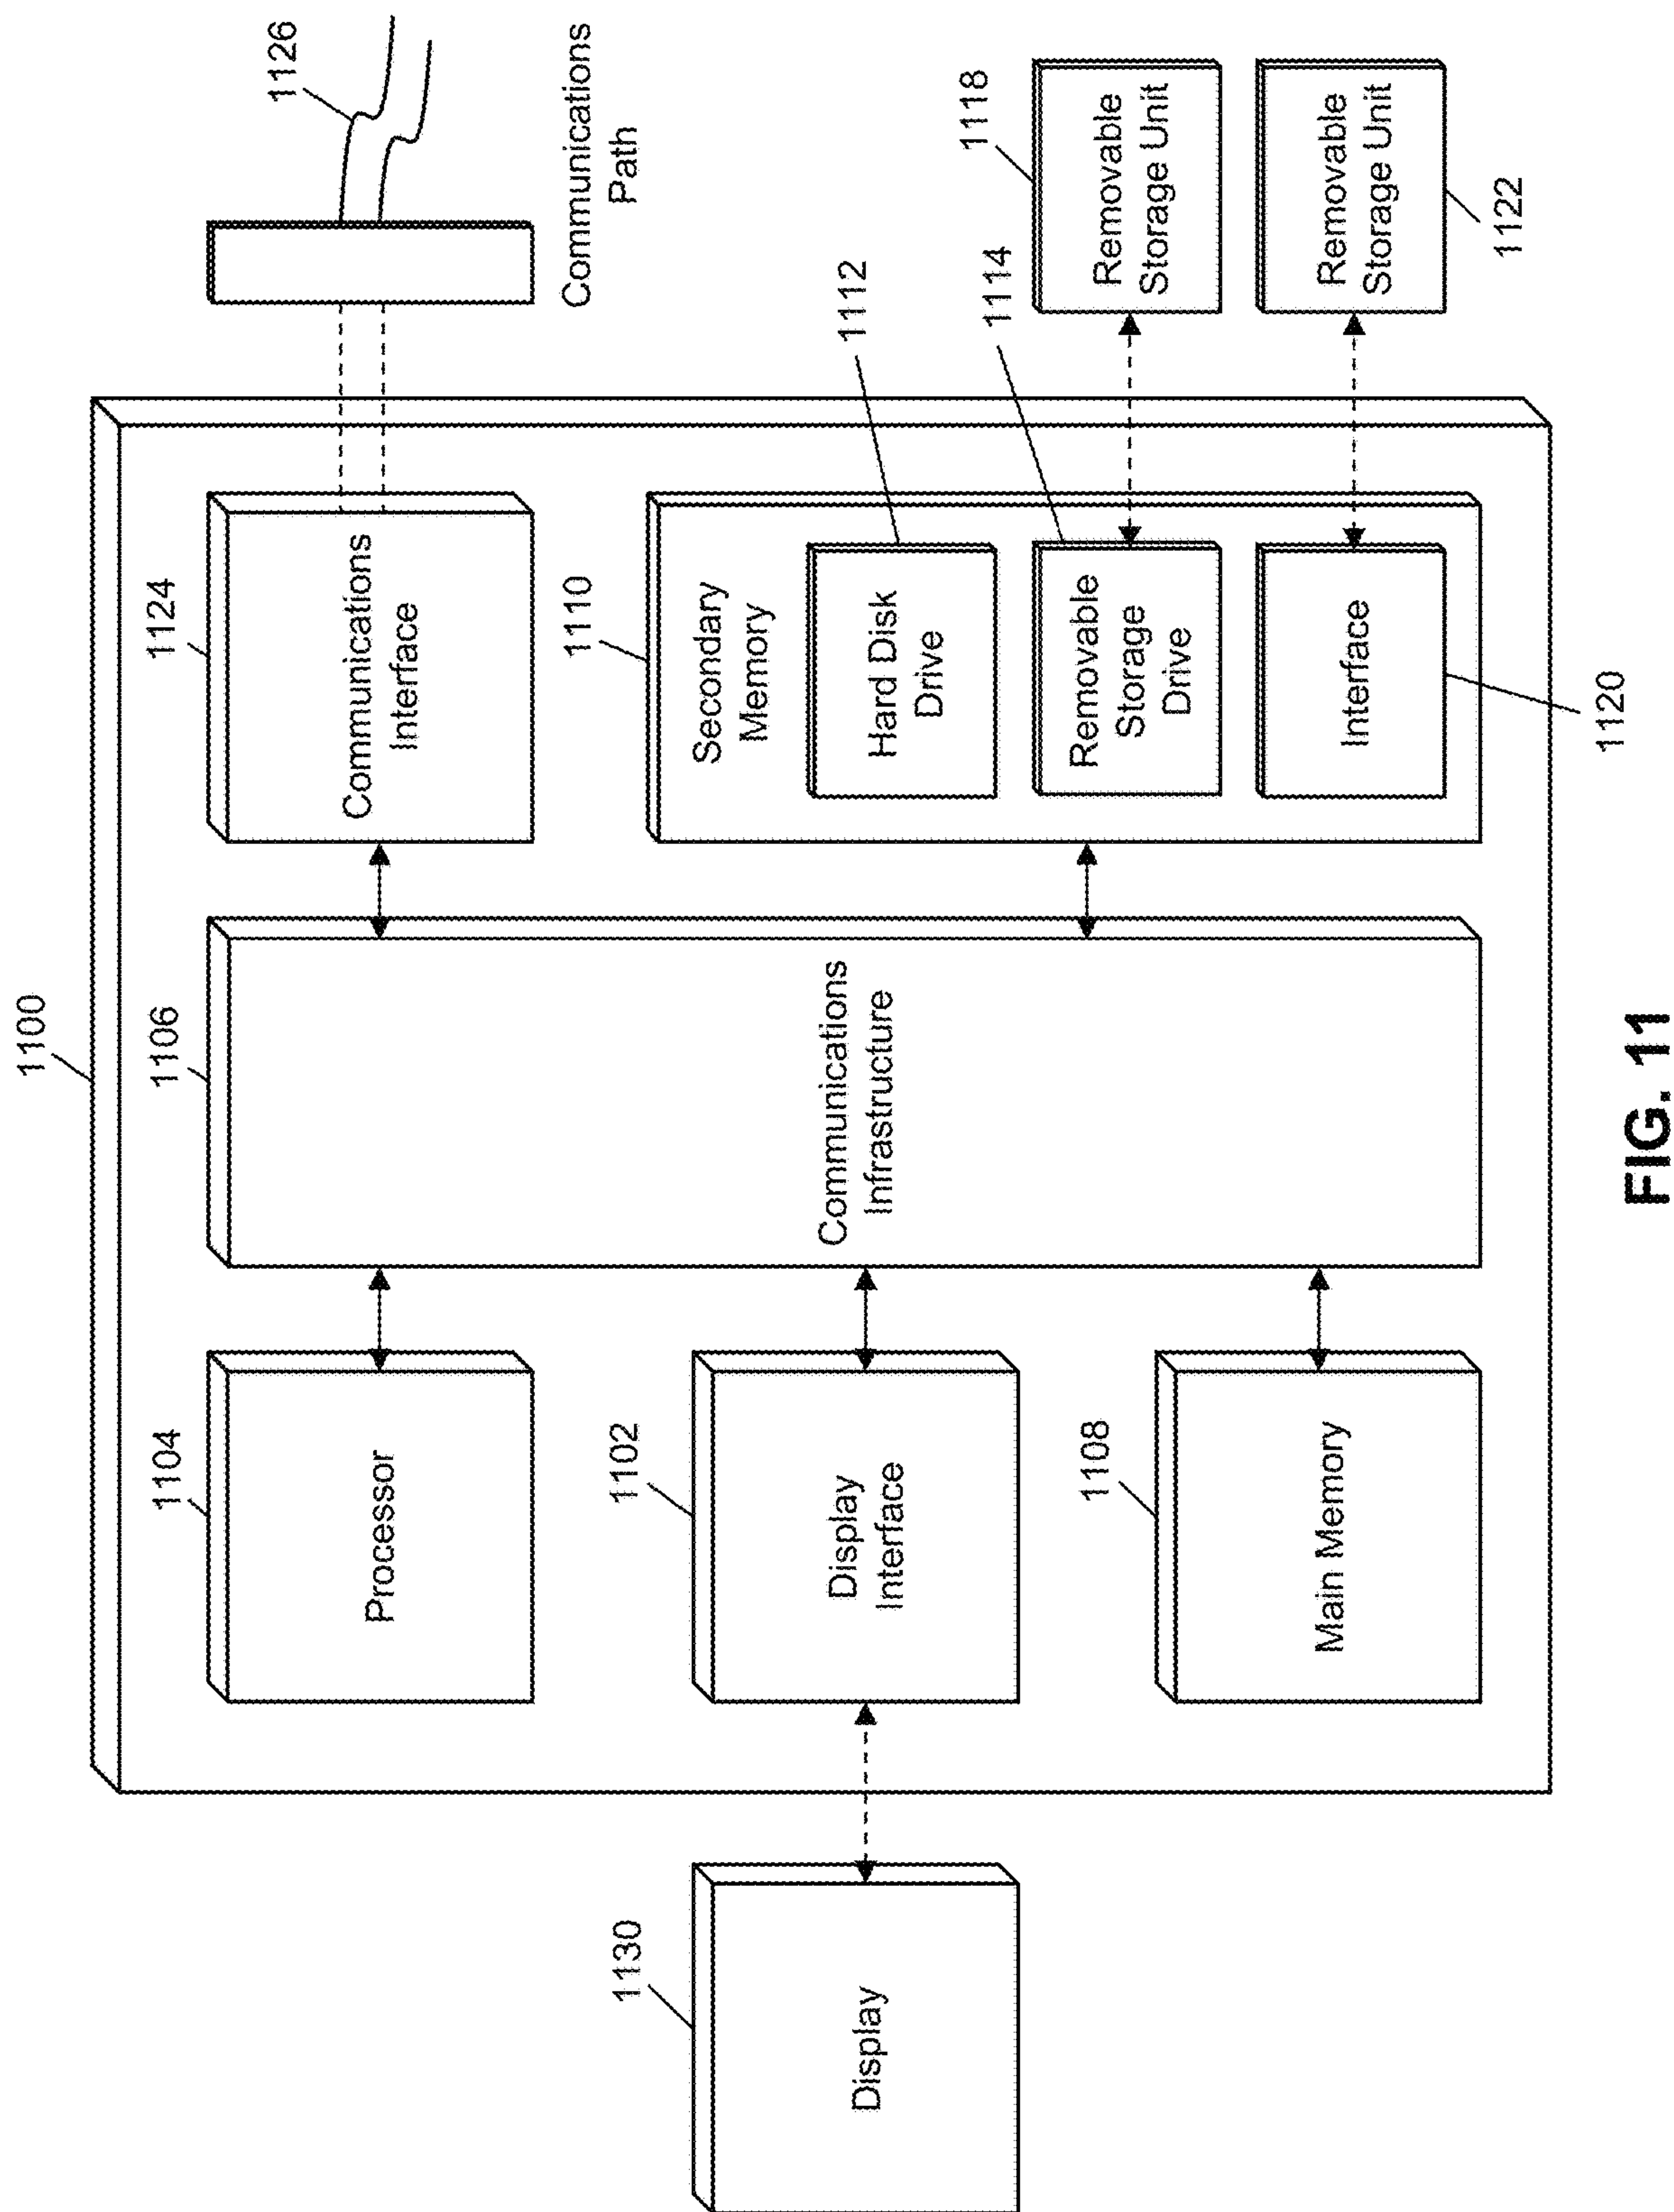 1100
1104
Processor
1106
1124
Communications
Interface
1126
Communications
Path
1130
Display
1102
Display
Interface
Communications
Infrastructure
1110
Secondary
Memory
1112
Hard Disk
Drive
1108
Main Memory
1114
Removable
Storage
Drive
1118
Removable
Storage Unit
Interface
1120
Removable
Storage Unit
1122
FIG. 11